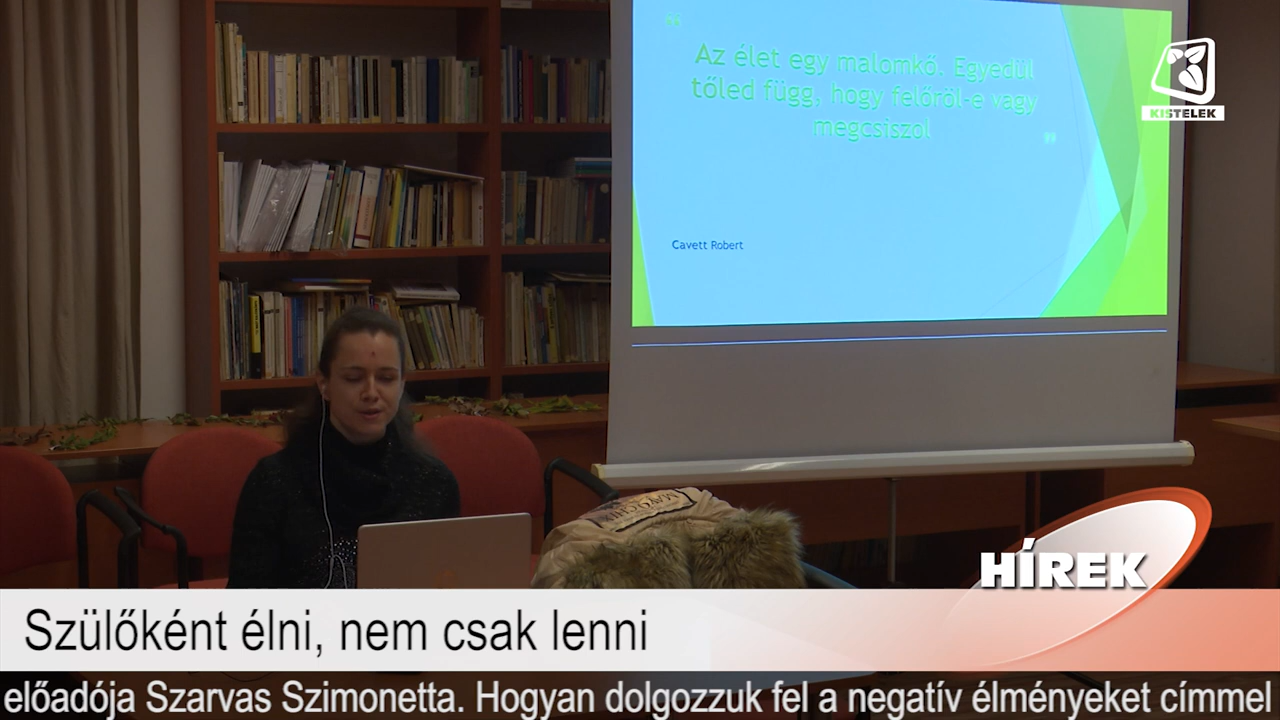 Az élet egy malomkő. Egyedül
tőled függ, hogy felőröl-e vagy
megcsiszol
Cavett Robert
KISTELEK
HÍREK
Szülőként élni, nem csak lenni
előadója Szarvas Szimonetta. Hogyan dolgozzuk fel a negatív élményeket címmel